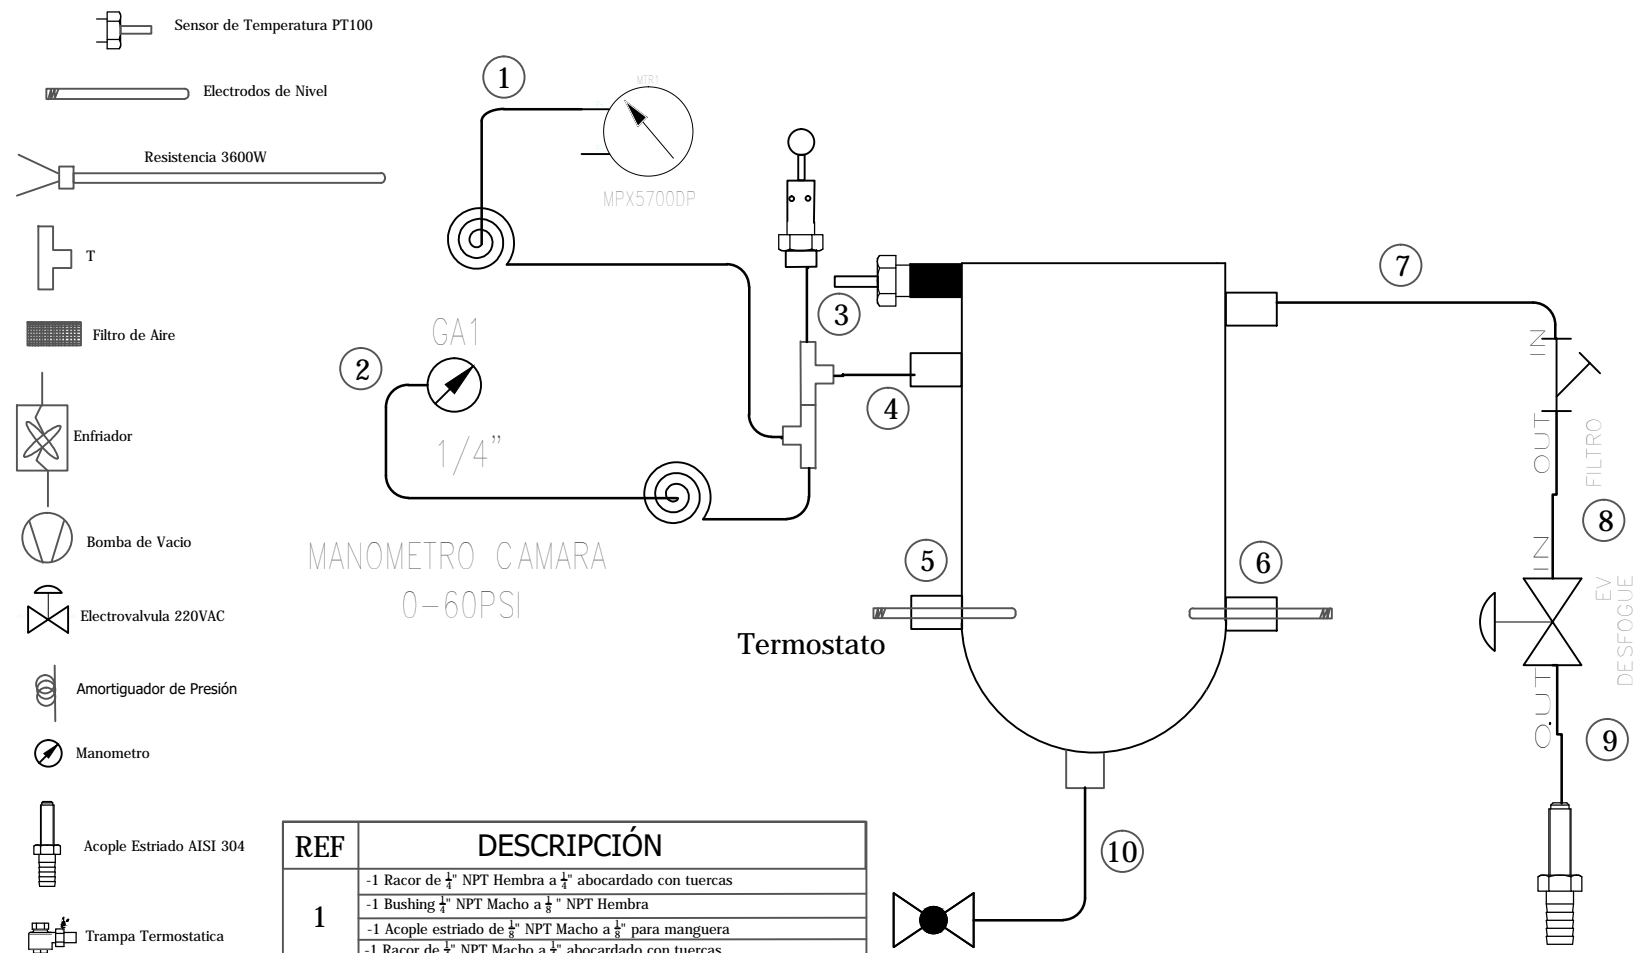 Sensor de Temperatura PT100
Electrodos de Nivel
Resistencia 3600W
T
Filtro de Aire
Enfriador
Bomba de Vacio
Electrovalvula 220VAC
Amortiguador de Presión
Manometro
Acople Estriado AISI 304
Trampa Termostatica
1
MTR1
MPX5700DP
2
GA1
1/4"
MANOMETRO CAMARA
0-60PSI
3
4
5
Termostato
6
7
IN
OUT
FILTRO
8
IN
EV
DESFOGUE
OUT
9
10
REF
DESCRIPCIÓN
1
-1 Racor de 1/4" NPT Hembra a 1/4" abocardado con tuercas
-1 Bushing 1/4" NPT Macho a 1/8" NPT Hembra
-1 Acople estriado de 1/8" NPT Macho a 1/8" para manguera